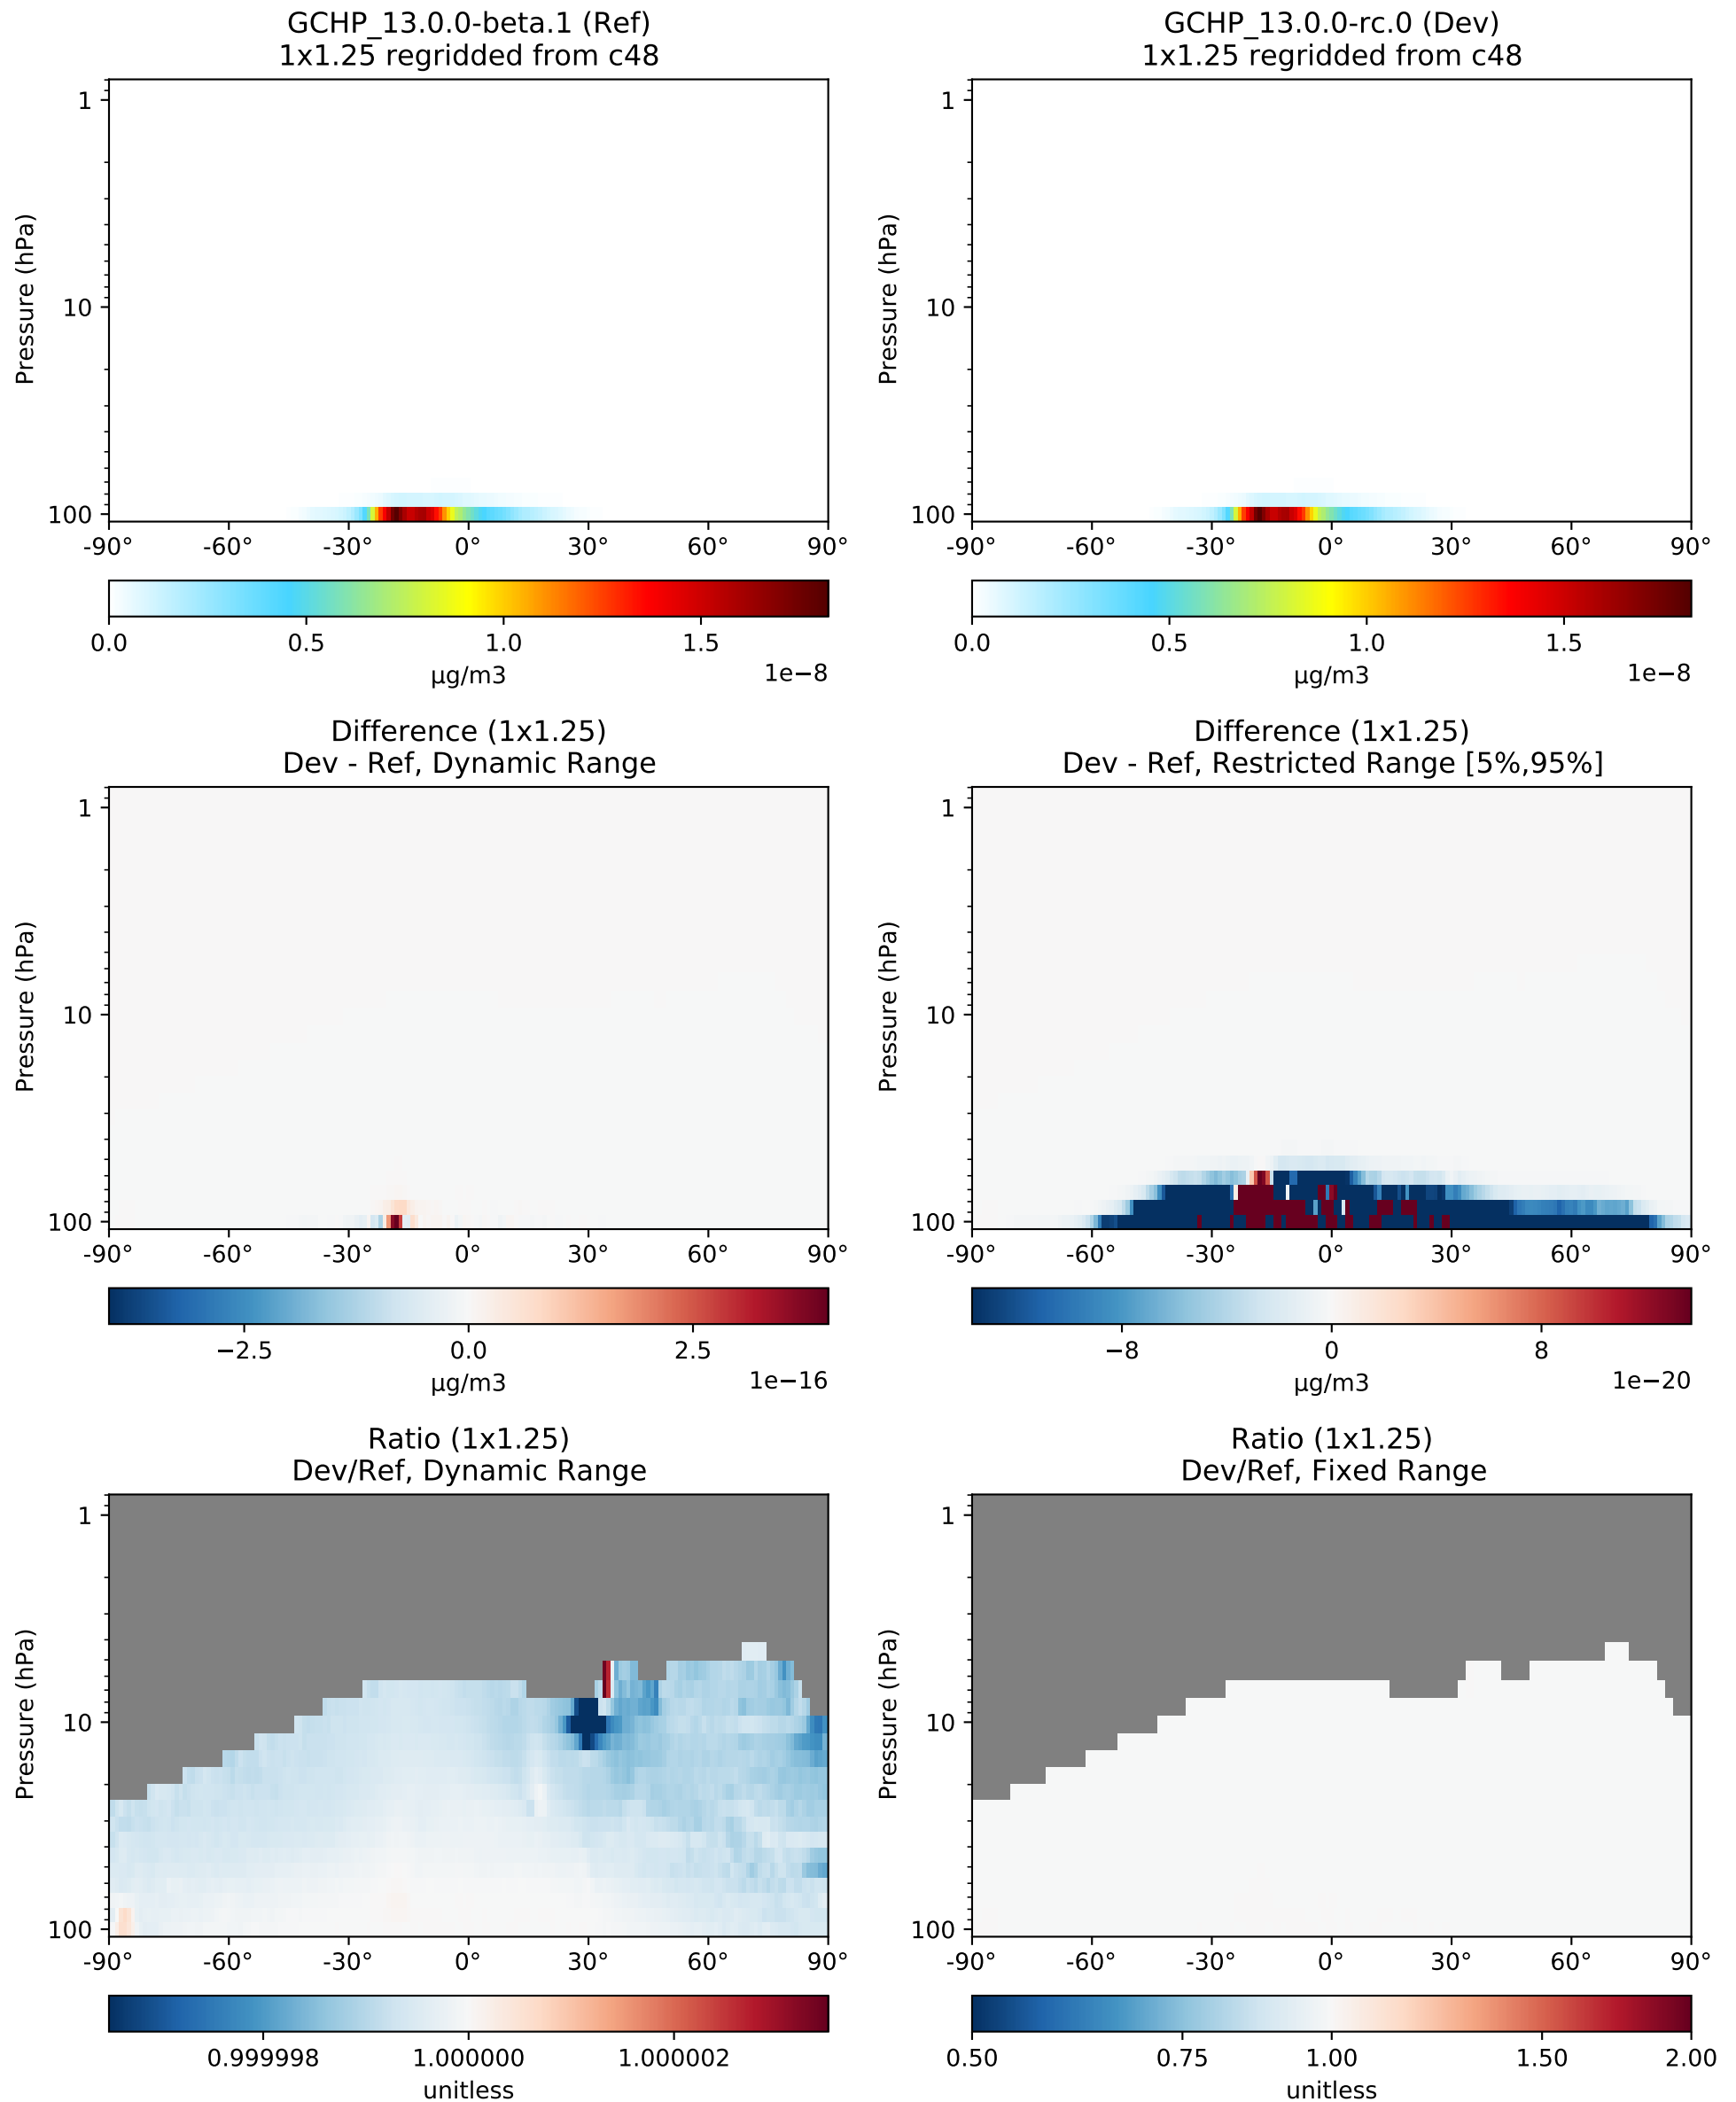 GCHP_13.0.0-beta.1 (Ref)
1x1.25 regridded from c48
Pressure (hPa)
1
10
100
-90° -60° -30° 0° 30° 60° 90°
0.0 0.5 1.0 1.5
1e−8
µg/m3
GCHP_13.0.0-rc.0 (Dev)
1x1.25 regridded from c48
Pressure (hPa)
1
10
100
-90° -60° -30° 0° 30° 60° 90°
0.0 0.5 1.0 1.5
1e−8
µg/m3
Difference (1x1.25)
Dev - Ref, Dynamic Range
Pressure (hPa)
1
10
100
-90° -60° -30° 0° 30° 60° 90°
−2.5 0.0 2.5
1e−16
µg/m3
Difference (1x1.25)
Dev - Ref, Restricted Range [5%,95%]
Pressure (hPa)
1
10
100
-90° -60° -30° 0° 30° 60° 90°
−8 0 8
1e−20
µg/m3
Ratio (1x1.25)
Dev/Ref, Dynamic Range
Pressure (hPa)
1
10
100
-90° -60° -30° 0° 30° 60° 90°
0.999998 1.000000 1.000002
unitless
Ratio (1x1.25)
Dev/Ref, Fixed Range
Pressure (hPa)
1
10
100
-90° -60° -30° 0° 30° 60° 90°
0.50 0.75 1.00 1.50 2.00
unitless